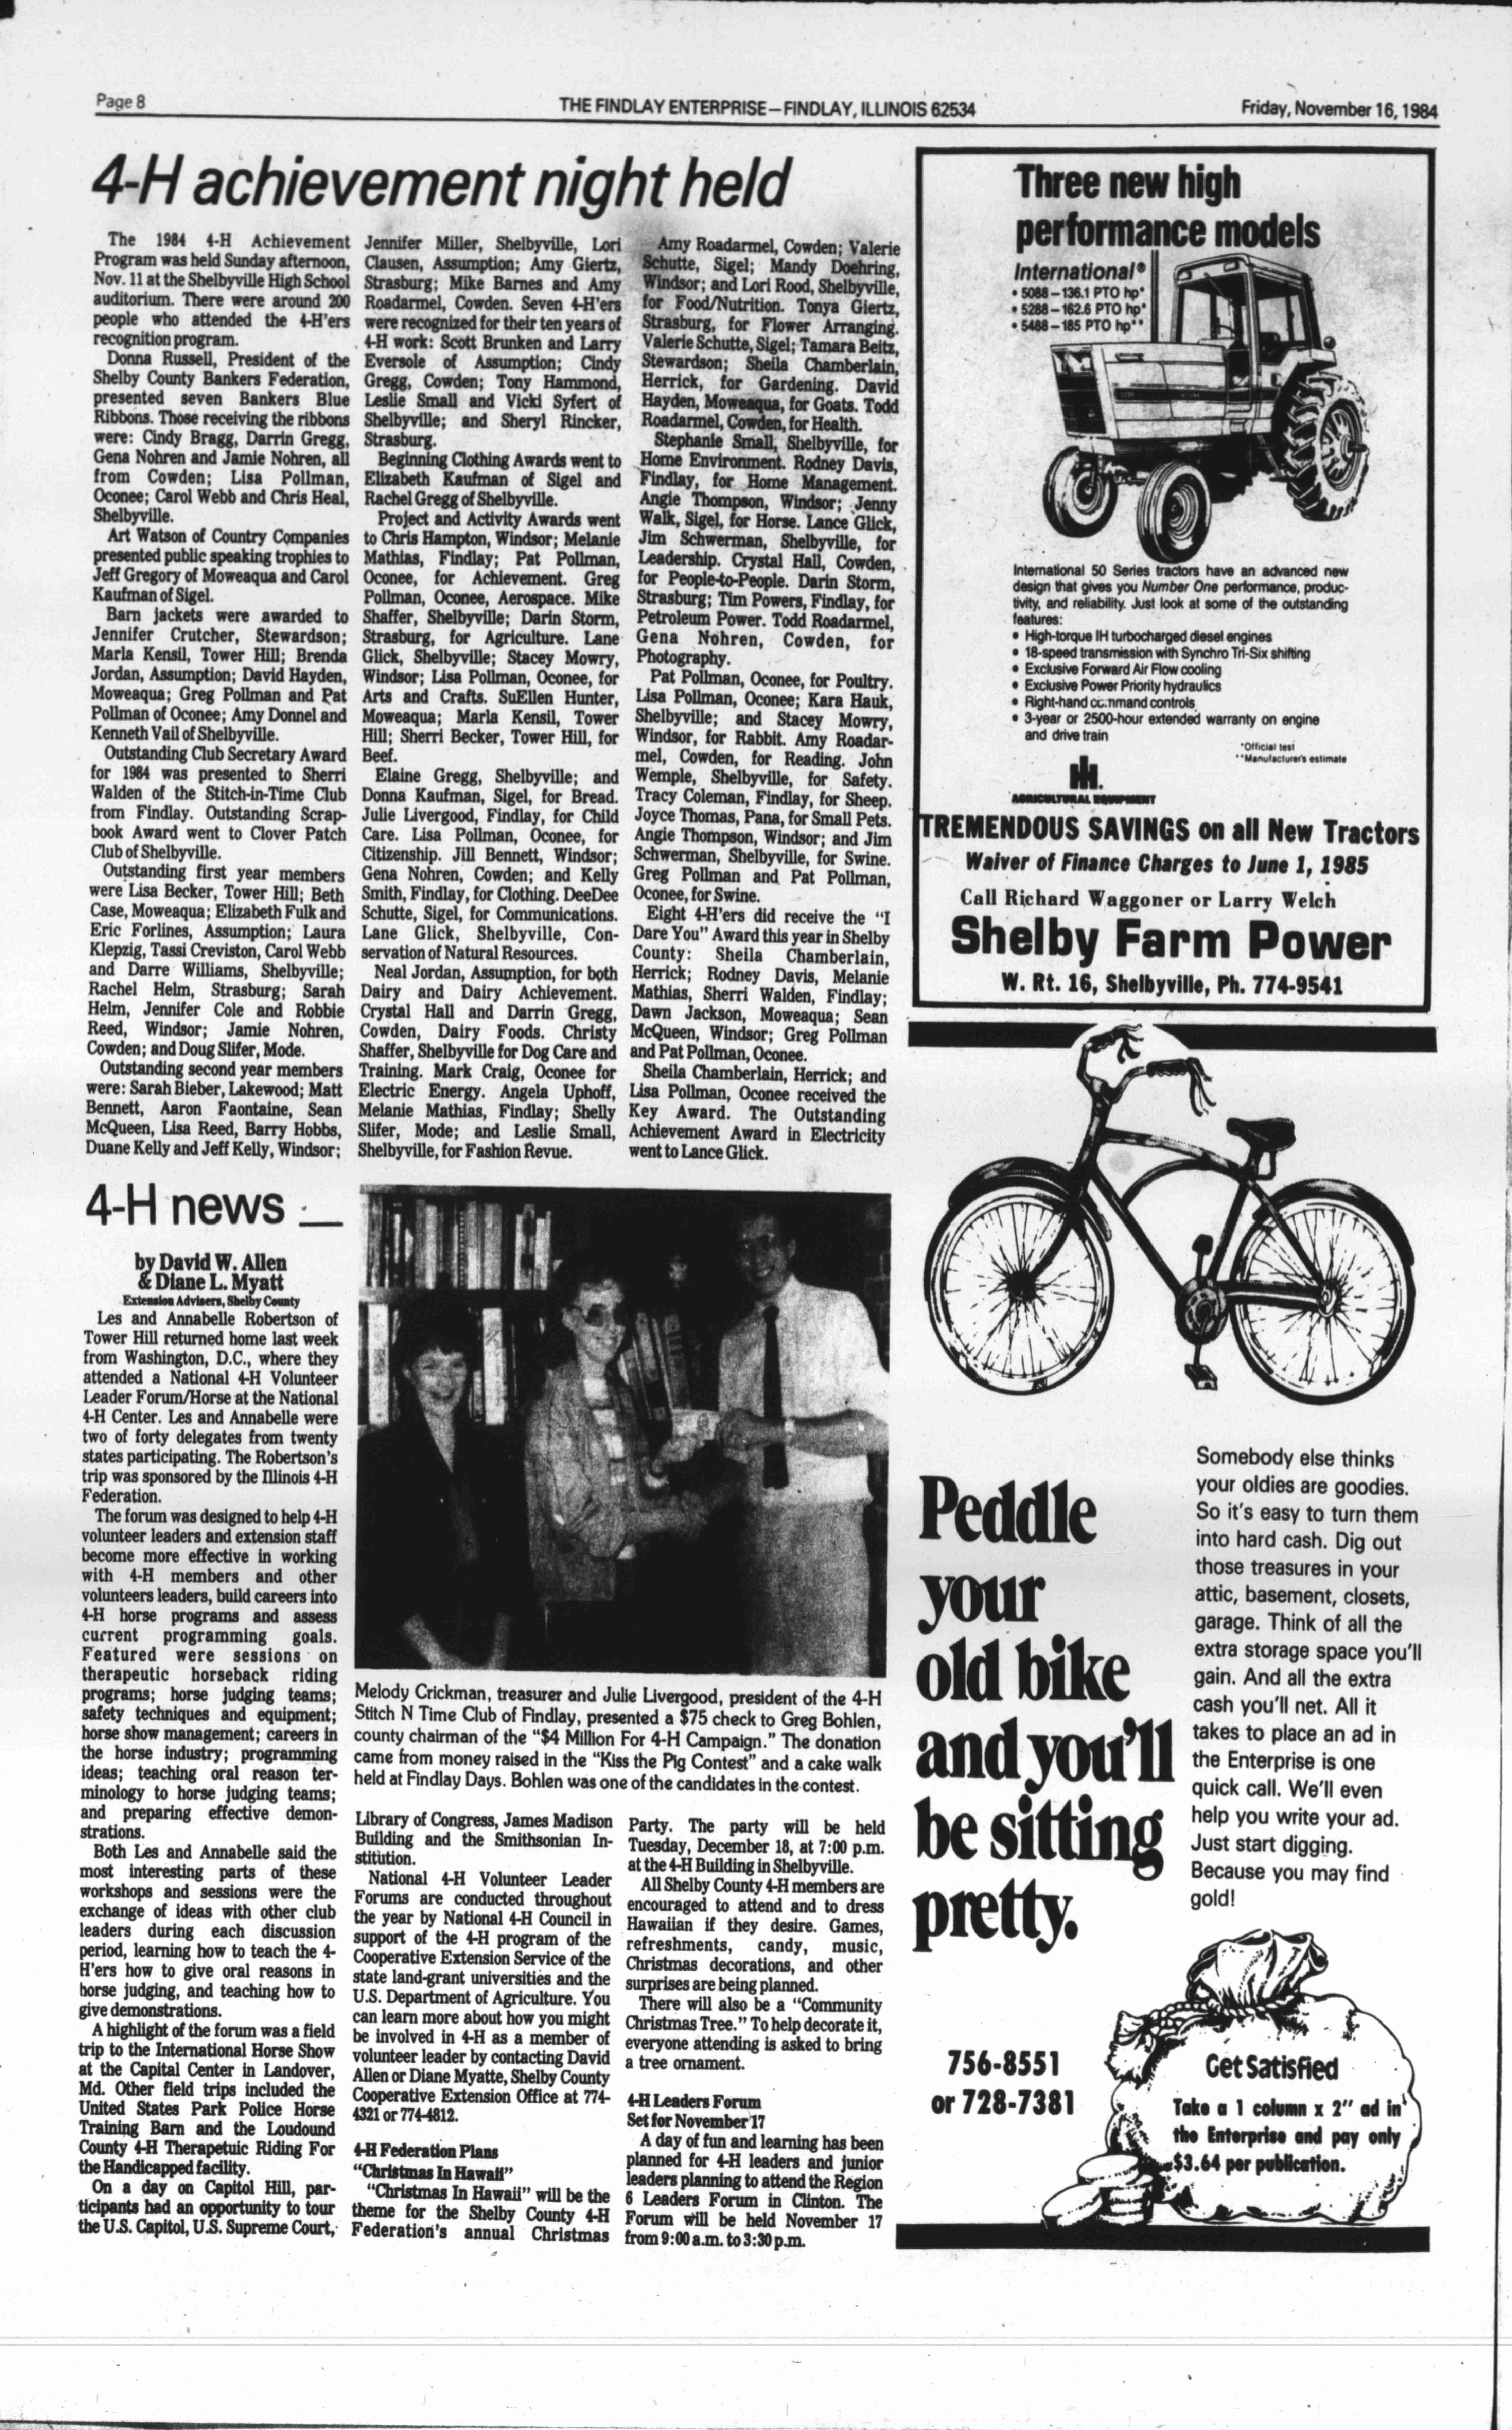 Page 8
THE FINDLAY ENTERPRISE—FINDLAY, ILLINOIS 62534
Friday, November 16, 1984
4-H achievement night held
The 1984 4-H Achievement
Program was held Sunday afternoon,
Nov. 11 at the Shelbyville High School
auditorium. There were around 200
people who attended the 4-H'ers
recognition program.
Donna Russell, President of the
Shelby County Bankers Federation,
presented seven Bankers Blue
Ribbons. Those receiving the ribbons
were: Cindy Bragg, Darrin Gregg,
Gena Nohren and Jamie Nohren, all
from Cowden; Lisa Pollman,
Oconee; Carol Webb and Chris Heal,
Shelbyville.
Art Watson of Country Companies
presented public speaking trophies to
Jeff Gregory of Moweaqua and Carol
Kaufman of Sigel.
Barn jackets were awarded to
Jennifer Crutcher, Stewardson;
Marla Kensil, Tower Hill; Brenda
Jordan, Assumption; David Hayden,
Moweaqua; Greg Pollman and Pat
Pollman of Oconee; Amy Donnel and
Kenneth Vail of Shelbyville.
Outstanding Club Secretary Award
for 1984 was presented to Sherri
Walden of the Stitch-in-Time Club
from Findlay. Outstanding Scrap-
book Award went to Clover Patch
Club of Shelbyville.
Outstanding first year members
were Lisa Becker, Tower Hill; Beth
Case, Moweaqua; Elizabeth Fulk and
Eric Forlines, Assumption; Laura
Klepzig, Tassi Creviston, Carol Webb
and Darre Williams, Shelbyville;
Rachel Helm, Strasburg; Sarah
Helm, Jennifer Cole and Robbie
Reed, Windsor; Jamie Nohren,
Cowden; and Doug Slifer, Mode.
Outstanding second year members
were: Sarah Bieber, Lakewood; Matt
Bennett, Aaron Faontaine, Sean
McQueen, Lisa Reed, Barry Hobbs,
Duane Kelly and Jeff Kelly, Windsor;
Jennifer Miller, Shelbyville, Lori
Clausen, Assumption; Amy Giertz,
Strasburg; Mike Barnes and Amy
Roadarmel, Cowden. Seven 4-H'ers
were recognized for their ten years of
4-H work: Scott Brunken and Larry
Eversole of Assumption; Cindy
Gregg, Cowden; Tony Hammond,
Leslie Small and Vicki Syfert of
Shelbyville; and Sheryl Rincker,
Strasburg.
Beginning Clothing Awards went to
Elizabeth Kaufman of Sigel and
Rachel Gregg of Shelbyville.
Project and Activity Awards went
to Chris Hampton, Windsor; Melanie
Mathias, Findlay; Pat Pollman,
Oconee, for Achievement. Greg
Pollman, Oconee, Aerospace. Mike
Shaffer, Shelbyville; Darin Storm,
Strasburg, for Agriculture. Lane
Glick, Shelbyville; Stacey Mowry,
Windsor; Lisa Pollman, Oconee, for
Arts and Crafts. SuEllen Hunter,
Moweaqua; Marla Kensil, Tower
Hill; Sherri Becker, Tower Hill, for
Beef.
Elaine Gregg, Shelbyville; and
Donna Kaufman, Sigel, for Bread.
Julie Livergood, Findlay, for Child
Care. Lisa Pollman, Oconee, for
Citizenship. Jill Bennett, Windsor;
Gena Nohren, Cowden; and Kelly
Smith, Findlay, for Clothing. DeeDee
Schutte, Sigel, for Communications.
Lane Glick, Shelbyville, Con-
servation of Natural Resources.
Neal Jordan, Assumption, for both
Dairy and Dairy Achievement.
Crystal Hall and Darrin Gregg,
Cowden, Dairy Foods. Christy
Shaffer, Shelbyville for Dog Care and
Training. Mark Craig, Oconee for
Electric Energy. Angela Uphoff,
Melanie Mathias, Findlay; Shelly
Slifer, Mode; and Leslie Small,
Shelbyville, for Fashion Revue.
Amy Roadarmel, Cowden; Valerie
Schutte, Sigel; Mandy Doehring,
Windsor; and Lori Rood, Shelbyville,
for Food/Nutrition. Tonya Giertz,
Strasburg, for Flower Arranging.
Valerie Schutte, Sigel; Tamara Beitz,
Stewardson; Sheila Chamberlain,
Herrick, for Gardening. David
Hayden, Moweaqua, for Goats. Todd
Roadarmel, Cowden, for Health.
Stephanie Small, Shelbyville, for
Home Environment. Rodney Davis,
Findlay, for Home Management.
Angie Thompson, Windsor; Jenny
Walk, Sigel, for Horse. Lance Glick,
Jim Schwerman, Shelbyville, for
Leadership. Crystal Hall, Cowden,
for People-to-People. Darin Storm,
Strasburg; Tim Powers, Findlay, for
Petroleum Power. Todd Roadarmel,
Gena Nohren, Cowden, for
Photography.
Pat Pollman, Oconee, for Poultry.
Lisa Pollman, Oconee; Kara Hauk,
Shelbyville; and Stacey Mowry,
Windsor, for Rabbit. Amy Roadar-
mel, Cowden, for Reading. John
Wemple, Shelbyville, for Safety.
Tracy Coleman, Findlay, for Sheep.
Joyce Thomas, Pana, for Small Pets.
Angie Thompson, Windsor; and Jim
Schwerman, Shelbyville, for Swine.
Greg Pollman and Pat Pollman,
Oconee, for Swine.
Eight 4-H'ers did receive the "I
Dare You" Award this year in Shelby
County: Sheila Chamberlain,
Herrick; Rodney Davis, Melanie
Mathias, Sherri Walden, Findlay;
Dawn Jackson, Moweaqua; Sean
McQueen, Windsor; Greg Pollman
and Pat Pollman, Oconee.
Sheila Chamberlain, Herrick; and
Lisa Pollman, Oconee received the
Key Award. The Outstanding
Achievement Award in Electricity
went to Lance Glick.
Three new high
performance models
International®
• 5088–136.1 PTO hp*
• 5288–162.6 PTO hp*
• 5488–185 PTO hp**
International 50 Series tractors have an advanced new
design that gives you Number One performance, produc-
tivity, and reliability. Just look at some of the outstanding
features:
• High-torque IH turbocharged diesel engines
• 18-speed transmission with Synchro Tri-Six shifting
• Exclusive Forward Air Flow cooling
• Exclusive Power Priority hydraulics
• Right-hand command controls
• 3-year or 2500-hour extended warranty on engine
and drive train
*Official test
**Manufacturer's estimate
AGRICULTURAL EQUIPMENT
TREMENDOUS SAVINGS on all New Tractors
Waiver of Finance Charges to June 1, 1985
Call Richard Waggoner or Larry Welch
Shelby Farm Power
W. Rt. 16, Shelbyville, Ph. 774-9541
4-H news
by David W. Allen
& Diane L. Myatt
Extension Advisers, Shelby County
Les and Annabelle Robertson of
Tower Hill returned home last week
from Washington, D.C., where they
attended a National 4-H Volunteer
Leader Forum/Horse at the National
4-H Center. Les and Annabelle were
two of forty delegates from twenty
states participating. The Robertson's
trip was sponsored by the Illinois 4-H
Federation.
The forum was designed to help 4-H
volunteer leaders and extension staff
become more effective in working
with 4-H members and other
volunteers leaders, build careers into
4-H horse programs and assess
current programming goals.
Featured were sessions on
therapeutic horseback riding
programs; horse judging teams;
safety techniques and equipment;
horse show management; careers in
the horse industry; programming
ideas; teaching oral reason ter-
minology to horse judging teams;
and preparing effective demon-
strations.
Both Les and Annabelle said the
most interesting parts of these
workshops and sessions were the
exchange of ideas with other club
leaders during each discussion
period, learning how to teach the 4-
H'ers how to give oral reasons in
horse judging, and teaching how to
give demonstrations.
A highlight of the forum was a field
trip to the International Horse Show
at the Capital Center in Landover,
Md. Other field trips included the
United States Park Police Horse
Training Barn and the Loudound
County 4-H Therapetuic Riding For
the Handicapped facility.
On a day on Capitol Hill, par-
ticipants had an opportunity to tour
the U.S. Capitol, U.S. Supreme Court,
Melody Crickman, treasurer and Julie Livergood, president of the 4-H
Stitch N Time Club of Findlay, presented a $75 check to Greg Bohlen,
county chairman of the "$4 Million For 4-H Campaign." The donation
came from money raised in the "Kiss the Pig Contest" and a cake walk
held at Findlay Days. Bohlen was one of the candidates in the contest.
Library of Congress, James Madison
Building and the Smithsonian In-
stitution.
National 4-H Volunteer Leader
Forums are conducted throughout
the year by National 4-H Council in
support of the 4-H program of the
Cooperative Extension Service of the
state land-grant universities and the
U.S. Department of Agriculture. You
can learn more about how you might
be involved in 4-H as a member of
volunteer leader by contacting David
Allen or Diane Myatte, Shelby County
Cooperative Extension Office at 774-
4321 or 774-4812.
4-H Federation Plans
"Christmas In Hawaii"
"Christmas In Hawaii" will be the
theme for the Shelby County 4-H
Federation's annual Christmas
Party. The party will be held
Tuesday, December 18, at 7:00 p.m.
at the 4-H Building in Shelbyville.
All Shelby County 4-H members are
encouraged to attend and to dress
Hawaiian if they desire. Games,
refreshments, candy, music,
Christmas decorations, and other
surprises are being planned.
There will also be a "Community
Christmas Tree." To help decorate it,
everyone attending is asked to bring
a tree ornament.
4-H Leaders Forum
Set for November 17
A day of fun and learning has been
planned for 4-H leaders and junior
leaders planning to attend the Region
6 Leaders Forum in Clinton. The
Forum will be held November 17
from 9:00 a.m. to 3:30 p.m.
Peddle
your
old bike
and you'll
be sitting
pretty.
Somebody else thinks
your oldies are goodies.
So it's easy to turn them
into hard cash. Dig out
those treasures in your
attic, basement, closets,
garage. Think of all the
extra storage space you'll
gain. And all the extra
cash you'll net. All it
takes to place an ad in
the Enterprise is one
quick call. We'll even
help you write your ad.
Just start digging.
Because you may find
gold!
756-8551
or 728-7381
Get Satisfied
Take a 1 column x 2" ad in
the Enterprise and pay only
$3.64 per publication.